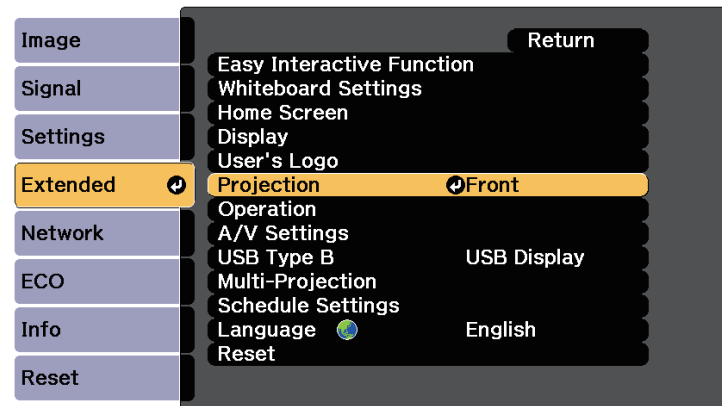 Image
Signal
Settings
Extended
Network
ECO
Info
Reset
Return
Easy Interactive Function
Whiteboard Settings
Home Screen
Display
User's Logo
Projection Front
Operation
A/V Settings
USB Type B USB Display
Multi-Projection
Schedule Settings
Language English
Reset